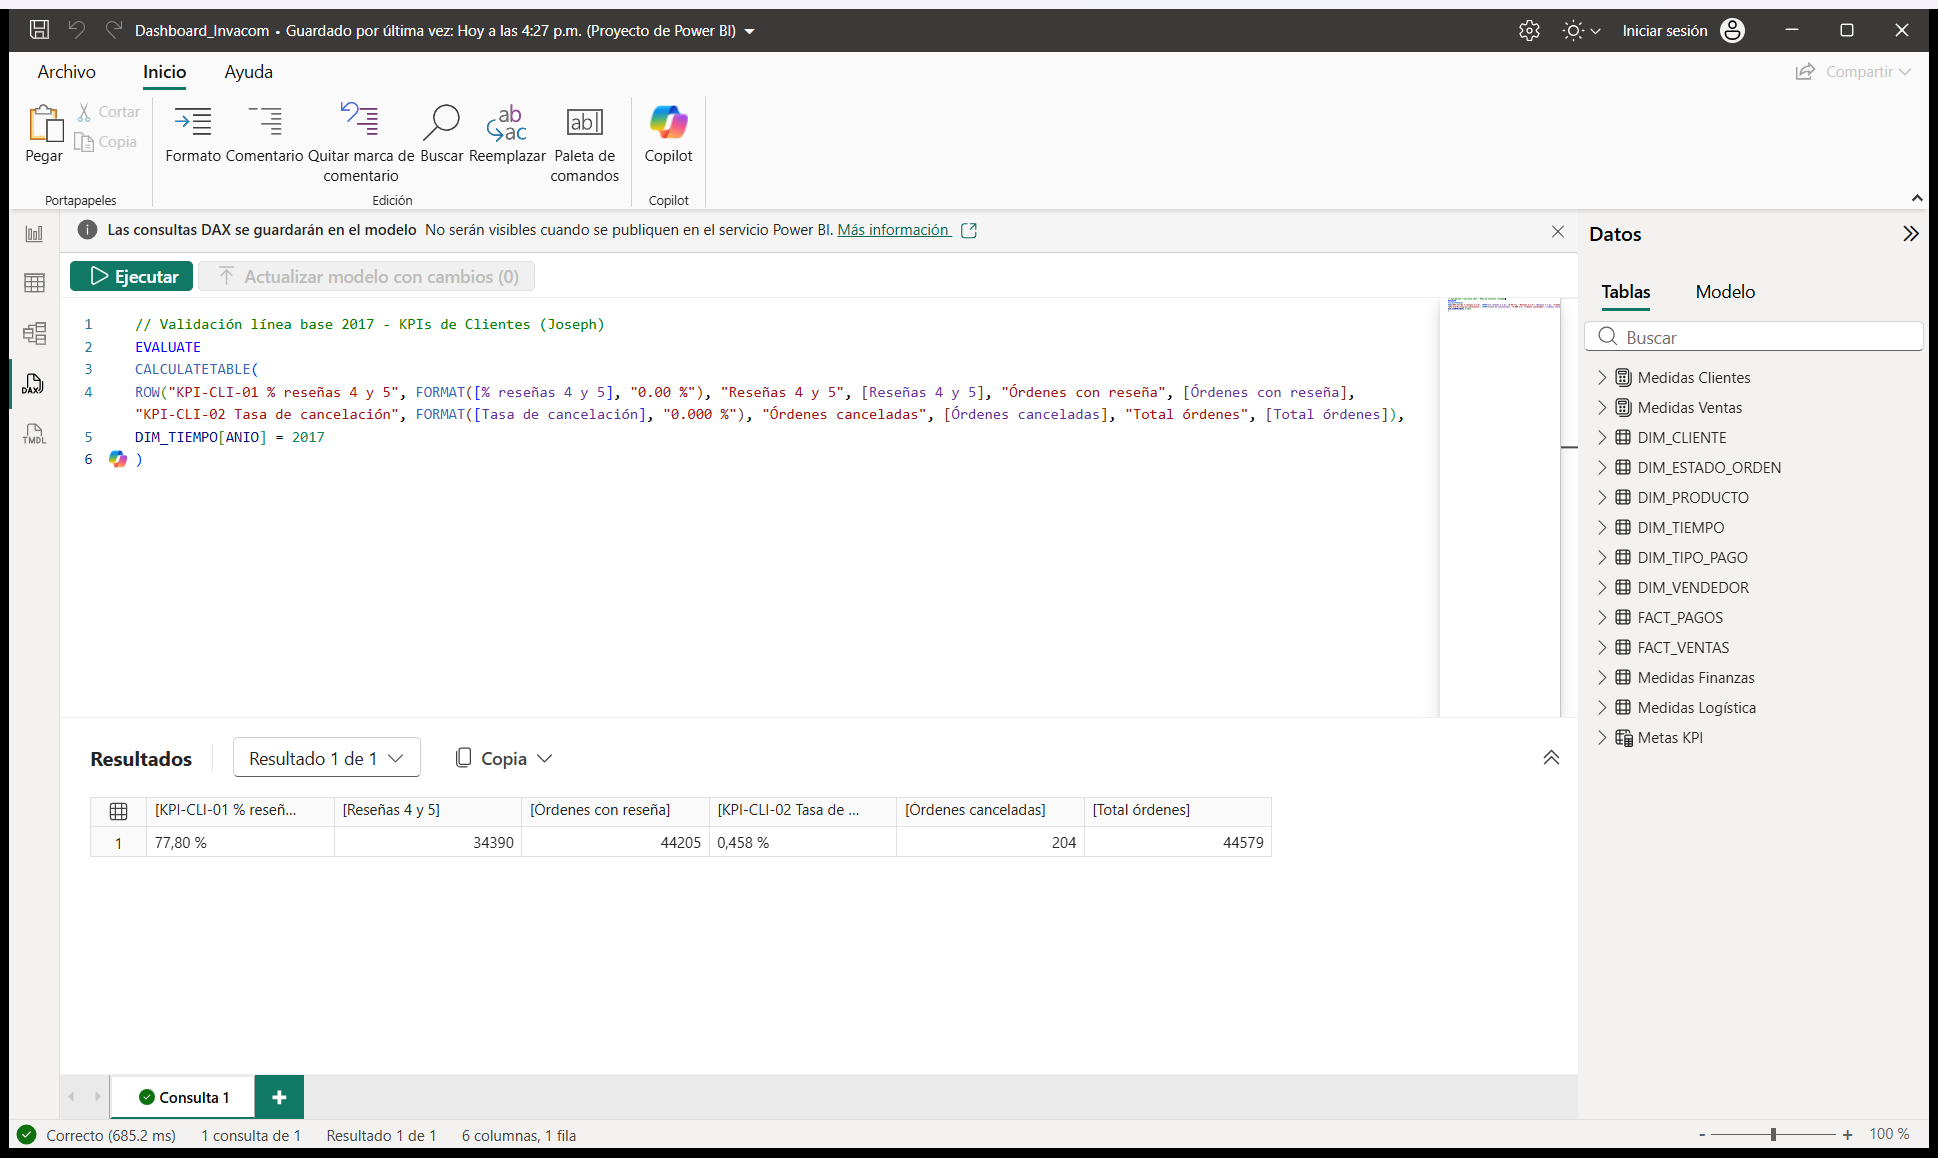 Dashboard_Invacom • Guardado por última vez: Hoy a las 4:27 p.m. (Proyecto de Power BI)
Iniciar sesión
Archivo
Inicio
Ayuda
Compartir
Pegar
Cortar
Copia
Portapapeles
Formato
Comentario
Quitar marca de comentario
Buscar
Reemplazar
Paleta de comandos
Edición
Copilot
Copilot
Las consultas DAX se guardarán en el modelo No serán visibles cuando se publiquen en el servicio Power BI. Más información
Ejecutar
Actualizar modelo con cambios (0)
1 // Validación línea base 2017 - KPIs de Clientes (Joseph)
2 EVALUATE
3 CALCULATETABLE(
4 ROW("KPI-CLI-01 % reseñas 4 y 5", FORMAT([% reseñas 4 y 5], "0.00 %"), "Reseñas 4 y 5", [Reseñas 4 y 5], "Órdenes con reseña", [Órdenes con reseña],
"KPI-CLI-02 Tasa de cancelación", FORMAT([Tasa de cancelación], "0.000 %"), "Órdenes canceladas", [Órdenes canceladas], "Total órdenes", [Total órdenes]),
5 DIM_TIEMPO[ANIO] = 2017
6 )
DAX
TMDL
Resultados
Resultado 1 de 1
Copia
[KPI-CLI-01 % reseñ... [Reseñas 4 y 5] [Órdenes con reseña] [KPI-CLI-02 Tasa de ... [Órdenes canceladas] [Total órdenes]
1 77,80 % 34390 44205 0,458 % 204 44579
Consulta 1
Correcto (685.2 ms) 1 consulta de 1 Resultado 1 de 1 6 columnas, 1 fila
- + 100 %
Datos
Tablas
Modelo
Buscar
Medidas Clientes
Medidas Ventas
DIM_CLIENTE
DIM_ESTADO_ORDEN
DIM_PRODUCTO
DIM_TIEMPO
DIM_TIPO_PAGO
DIM_VENDEDOR
FACT_PAGOS
FACT_VENTAS
Medidas Finanzas
Medidas Logística
Metas KPI